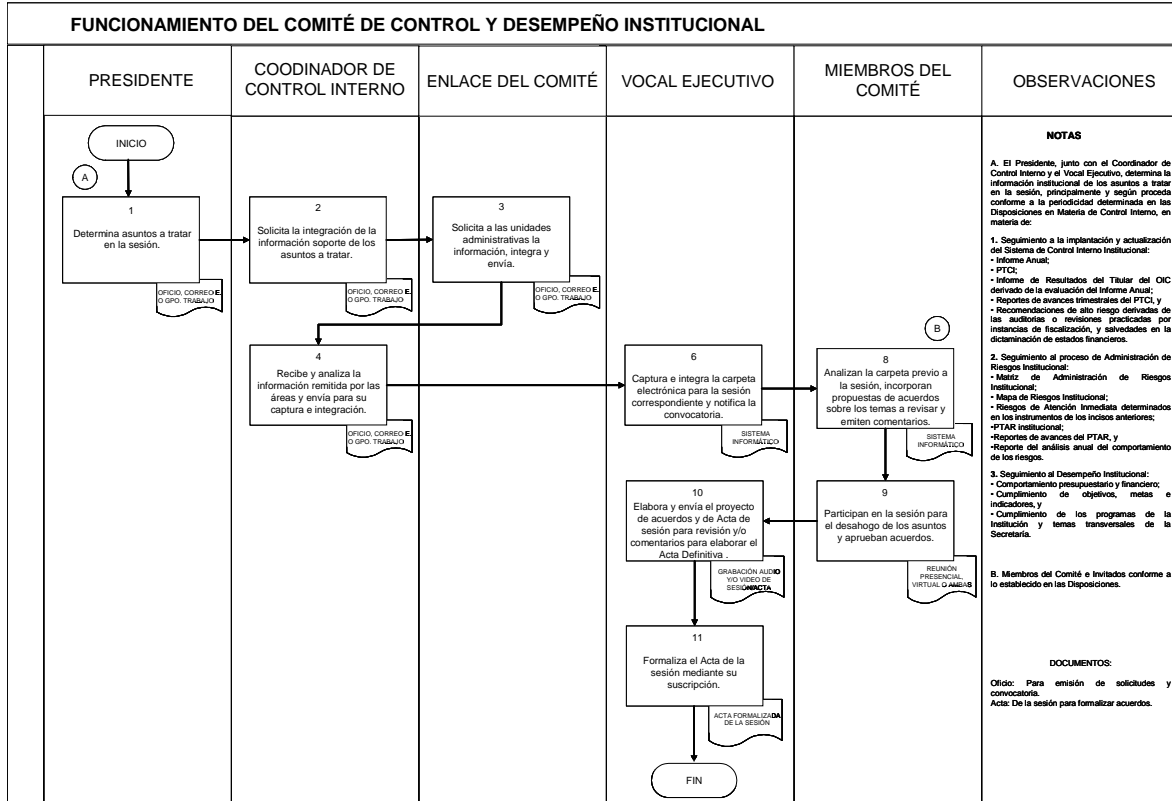 FUNCIONAMIENTO DEL COMITÉ DE CONTROL Y DESEMPEÑO INSTITUCIONAL
PRESIDENTE
COODINADOR DE
CONTROL INTERNO
ENLACE DEL COMITÉ
VOCAL EJECUTIVO
MIEMBROS DEL
COMITÉ
OBSERVACIONES
INICIO
A
1
Determina asuntos a tratar
en la sesión.
OFICIO, CORREO E.
O GPO. TRABAJO
2
Solicita la integración de la
información soporte de los
asuntos a tratar.
OFICIO, CORREO E.
O GPO. TRABAJO
3
Solicita a las unidades
administrativas la
información, integra y
envía.
OFICIO, CORREO E.
O GPO. TRABAJO
4
Recibe y analiza la
información remitida por las
áreas y envía para su
captura e integración.
OFICIO, CORREO E.
O GPO. TRABAJO
6
Captura e integra la carpeta
electrónica para la sesión
correspondiente y notifica la
convocatoria.
SISTEMA
INFORMÁTICO
B
8
Analizan la carpeta previo a
la sesión, incorporan
propuestas de acuerdos
sobre los temas a revisar y
emiten comentarios.
SISTEMA
INFORMÁTICO
9
Participan en la sesión para
el desahogo de los asuntos
y aprueban acuerdos.
REUNIÓN
PRESENCIAL,
VIRTUAL O AMBAS
10
Elabora y envía el proyecto
de acuerdos y de Acta de
sesión para revisión y/o
comentarios para elaborar el
Acta Definitiva .
GRABACIÓN AUDIO
Y/O VIDEO DE
SESIÓN/ACTA
11
Formaliza el Acta de la
sesión mediante su
suscripción.
ACTA FORMALIZADA
DE LA SESIÓN
FIN
NOTAS
A. El Presidente, junto con el Coordinador de
Control Interno y el Vocal Ejecutivo, determina la
información institucional de los asuntos a tratar
en la sesión, principalmente y según proceda
conforme a la periodicidad determinada en las
Disposiciones en Materia de Control Interno, en
materia de:
1. Seguimiento a la implantación y actualización
del Sistema de Control Interno Institucional:
• Informe Anual;
• PTCI;
• Informe de Resultados del Titular del OIC
derivado de la evaluación del Informe Anual;
• Reportes de avances trimestrales del PTCI, y
• Recomendaciones de alto riesgo derivadas de
las auditorias o revisiones practicadas por
instancias de fiscalización, y salvedades en la
dictaminación de estados financieros.
2. Seguimiento al proceso de Administración de
Riesgos Institucional:
• Matriz de Administración de Riesgos
Institucional;
• Mapa de Riesgos Institucional;
• Riesgos de Atención Inmediata determinados
en los instrumentos de los incisos anteriores;
•PTAR institucional;
•Reportes de avances del PTAR, y
•Reporte del análisis anual del comportamiento
de los riesgos.
3. Seguimiento al Desempeño Institucional:
• Comportamiento presupuestario y financiero;
• Cumplimiento de objetivos, metas e
indicadores, y
• Cumplimiento de los programas de la
Institución y temas transversales de la
Secretaría.
B. Miembros del Comité e Invitados conforme a
lo establecido en las Disposiciones.
DOCUMENTOS:
Oficio: Para emisión de solicitudes y
convocatoria.
Acta: De la sesión para formalizar acuerdos.